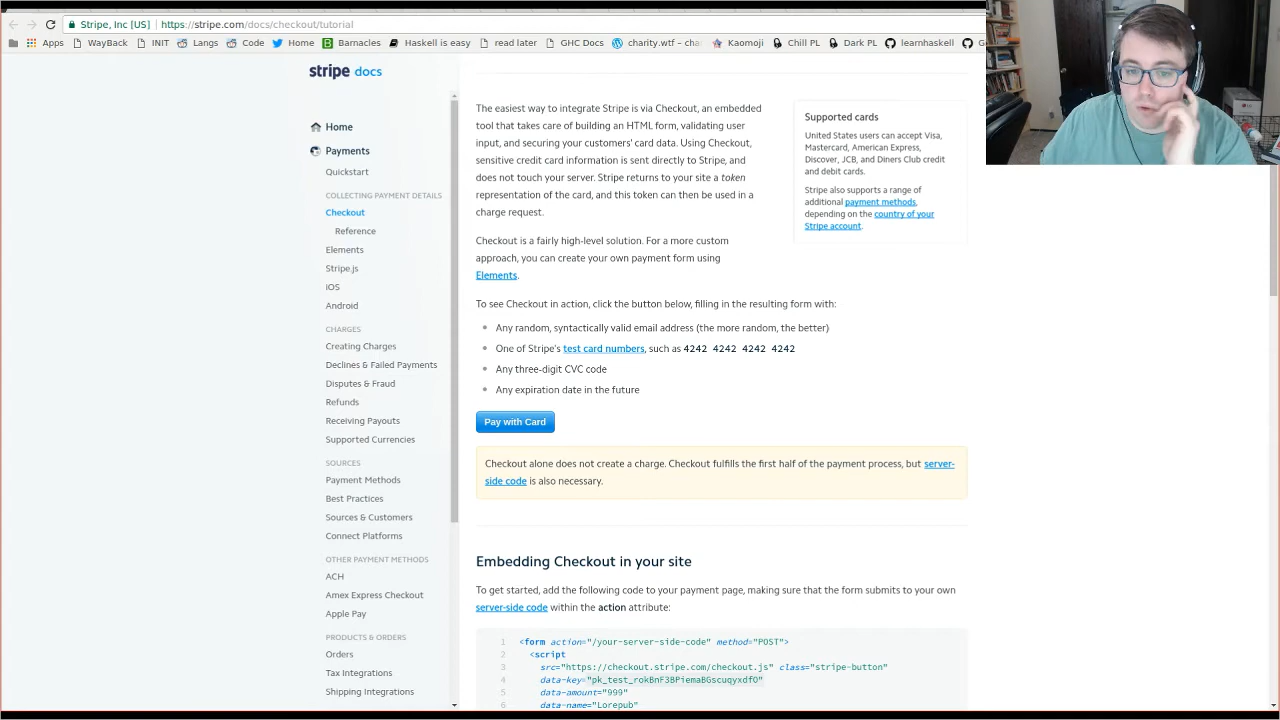 Stripe, Inc [US] https://stripe.com/docs/checkout/tutorial
Apps WayBack INIT Langs Code Home Barnacles Haskell is easy read later GHC Docs charity.wtf — char Kaomoji Chill PL Dark PL learnhaskell
stripe docs
Home
Payments
Quickstart
COLLECTING PAYMENT DETAILS
Checkout
Reference
Elements
Stripe.js
iOS
Android
CHARGES
Creating Charges
Declines & Failed Payments
Disputes & Fraud
Refunds
Receiving Payouts
Supported Currencies
SOURCES
Payment Methods
Best Practices
Sources & Customers
Connect Platforms
OTHER PAYMENT METHODS
ACH
Amex Express Checkout
Apple Pay
PRODUCTS & ORDERS
Orders
Tax Integrations
Shipping Integrations
The easiest way to integrate Stripe is via Checkout, an embedded
tool that takes care of building an HTML form, validating user
input, and securing your customers' card data. Using Checkout,
sensitive credit card information is sent directly to Stripe, and
does not touch your server. Stripe returns to your site a token
representation of the card, and this token can then be used in a
charge request.
Checkout is a fairly high-level solution. For a more custom
approach, you can create your own payment form using
Elements.
Supported cards
United States users can accept Visa,
Mastercard, American Express,
Discover, JCB, and Diners Club credit
and debit cards.
Stripe also supports a range of
additional payment methods,
depending on the country of your
Stripe account.
To see Checkout in action, click the button below, filling in the resulting form with:
Any random, syntactically valid email address (the more random, the better)
One of Stripe's test card numbers, such as 4242 4242 4242 4242
Any three-digit CVC code
Any expiration date in the future
Pay with Card
Checkout alone does not create a charge. Checkout fulfills the first half of the payment process, but server-
side code is also necessary.
Embedding Checkout in your site
To get started, add the following code to your payment page, making sure that the form submits to your own
server-side code within the action attribute:
1 <form action="/your-server-side-code" method="POST">
2 <script
3 src="https://checkout.stripe.com/checkout.js" class="stripe-button"
4 data-key="pk_test_rokBnF3BPiemaBGscuqyxdfO"
5 data-amount="999"
6 data-name="Lorepub"